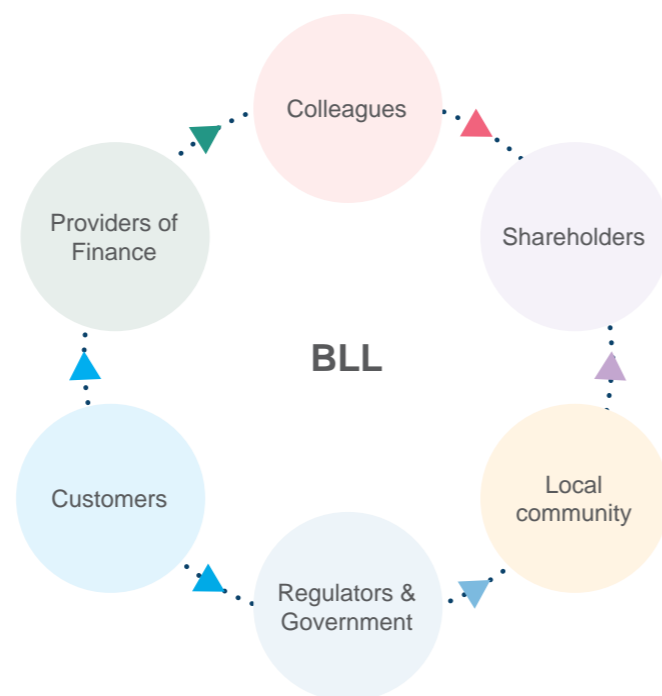 Colleagues
Providers of
Finance
Shareholders
BLL
Customers
Local
community
Regulators &
Government